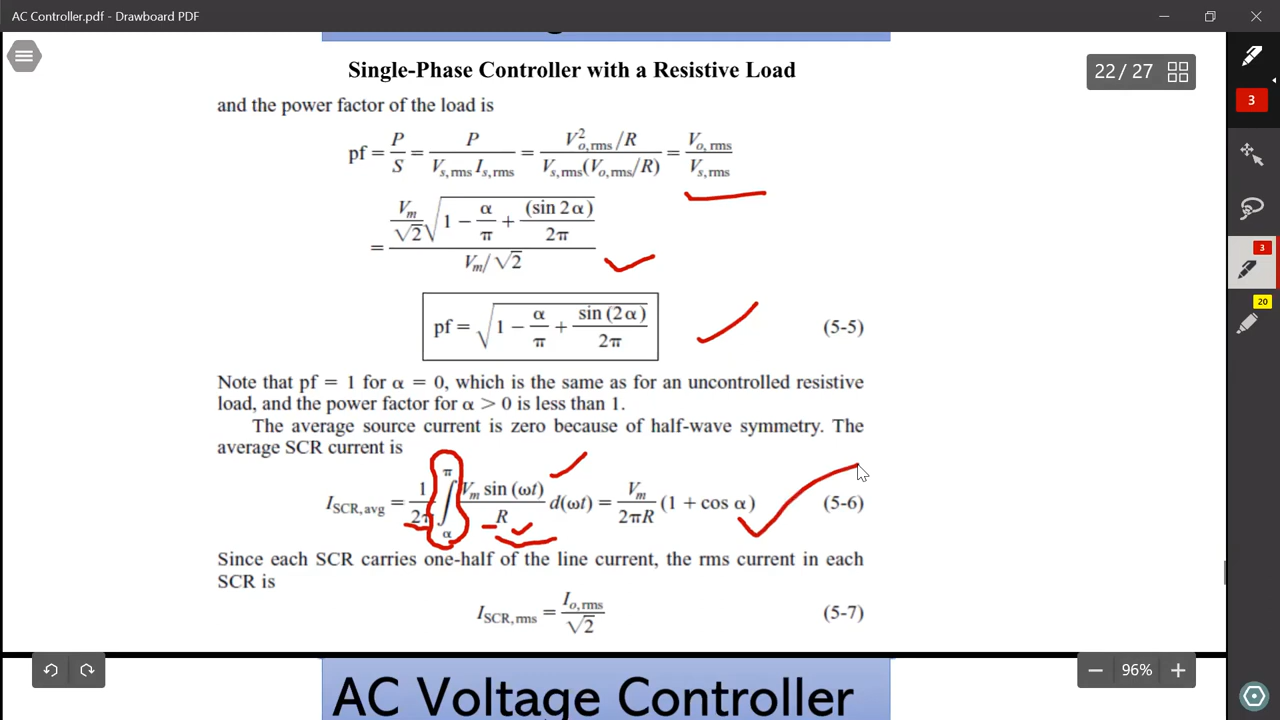 AC Controller.pdf - Drawboard PDF
22 / 27
3
3
20
Single-Phase Controller with a Resistive Load
and the power factor of the load is
pf = P/S = P/(V_s,rms I_s,rms) = (V²_o,rms/R)/(V_s,rms(V_o,rms/R)) = V_o,rms/V_s,rms
= (V_m/√2 √(1 − α/π + (sin 2α)/2π))/(V_m/√2)
pf = √(1 − α/π + sin (2α)/2π) (5-5)
Note that pf = 1 for α = 0, which is the same as for an uncontrolled resistive
load, and the power factor for α > 0 is less than 1.
The average source current is zero because of half-wave symmetry. The
average SCR current is
I_SCR,avg = 1/2π ∫_α^π V_m sin (ωt)/R d(ωt) = V_m/2πR (1 + cos α) (5-6)
Since each SCR carries one-half of the line current, the rms current in each
SCR is
I_SCR,rms = I_o,rms/√2 (5-7)
96%
AC Voltage Controller